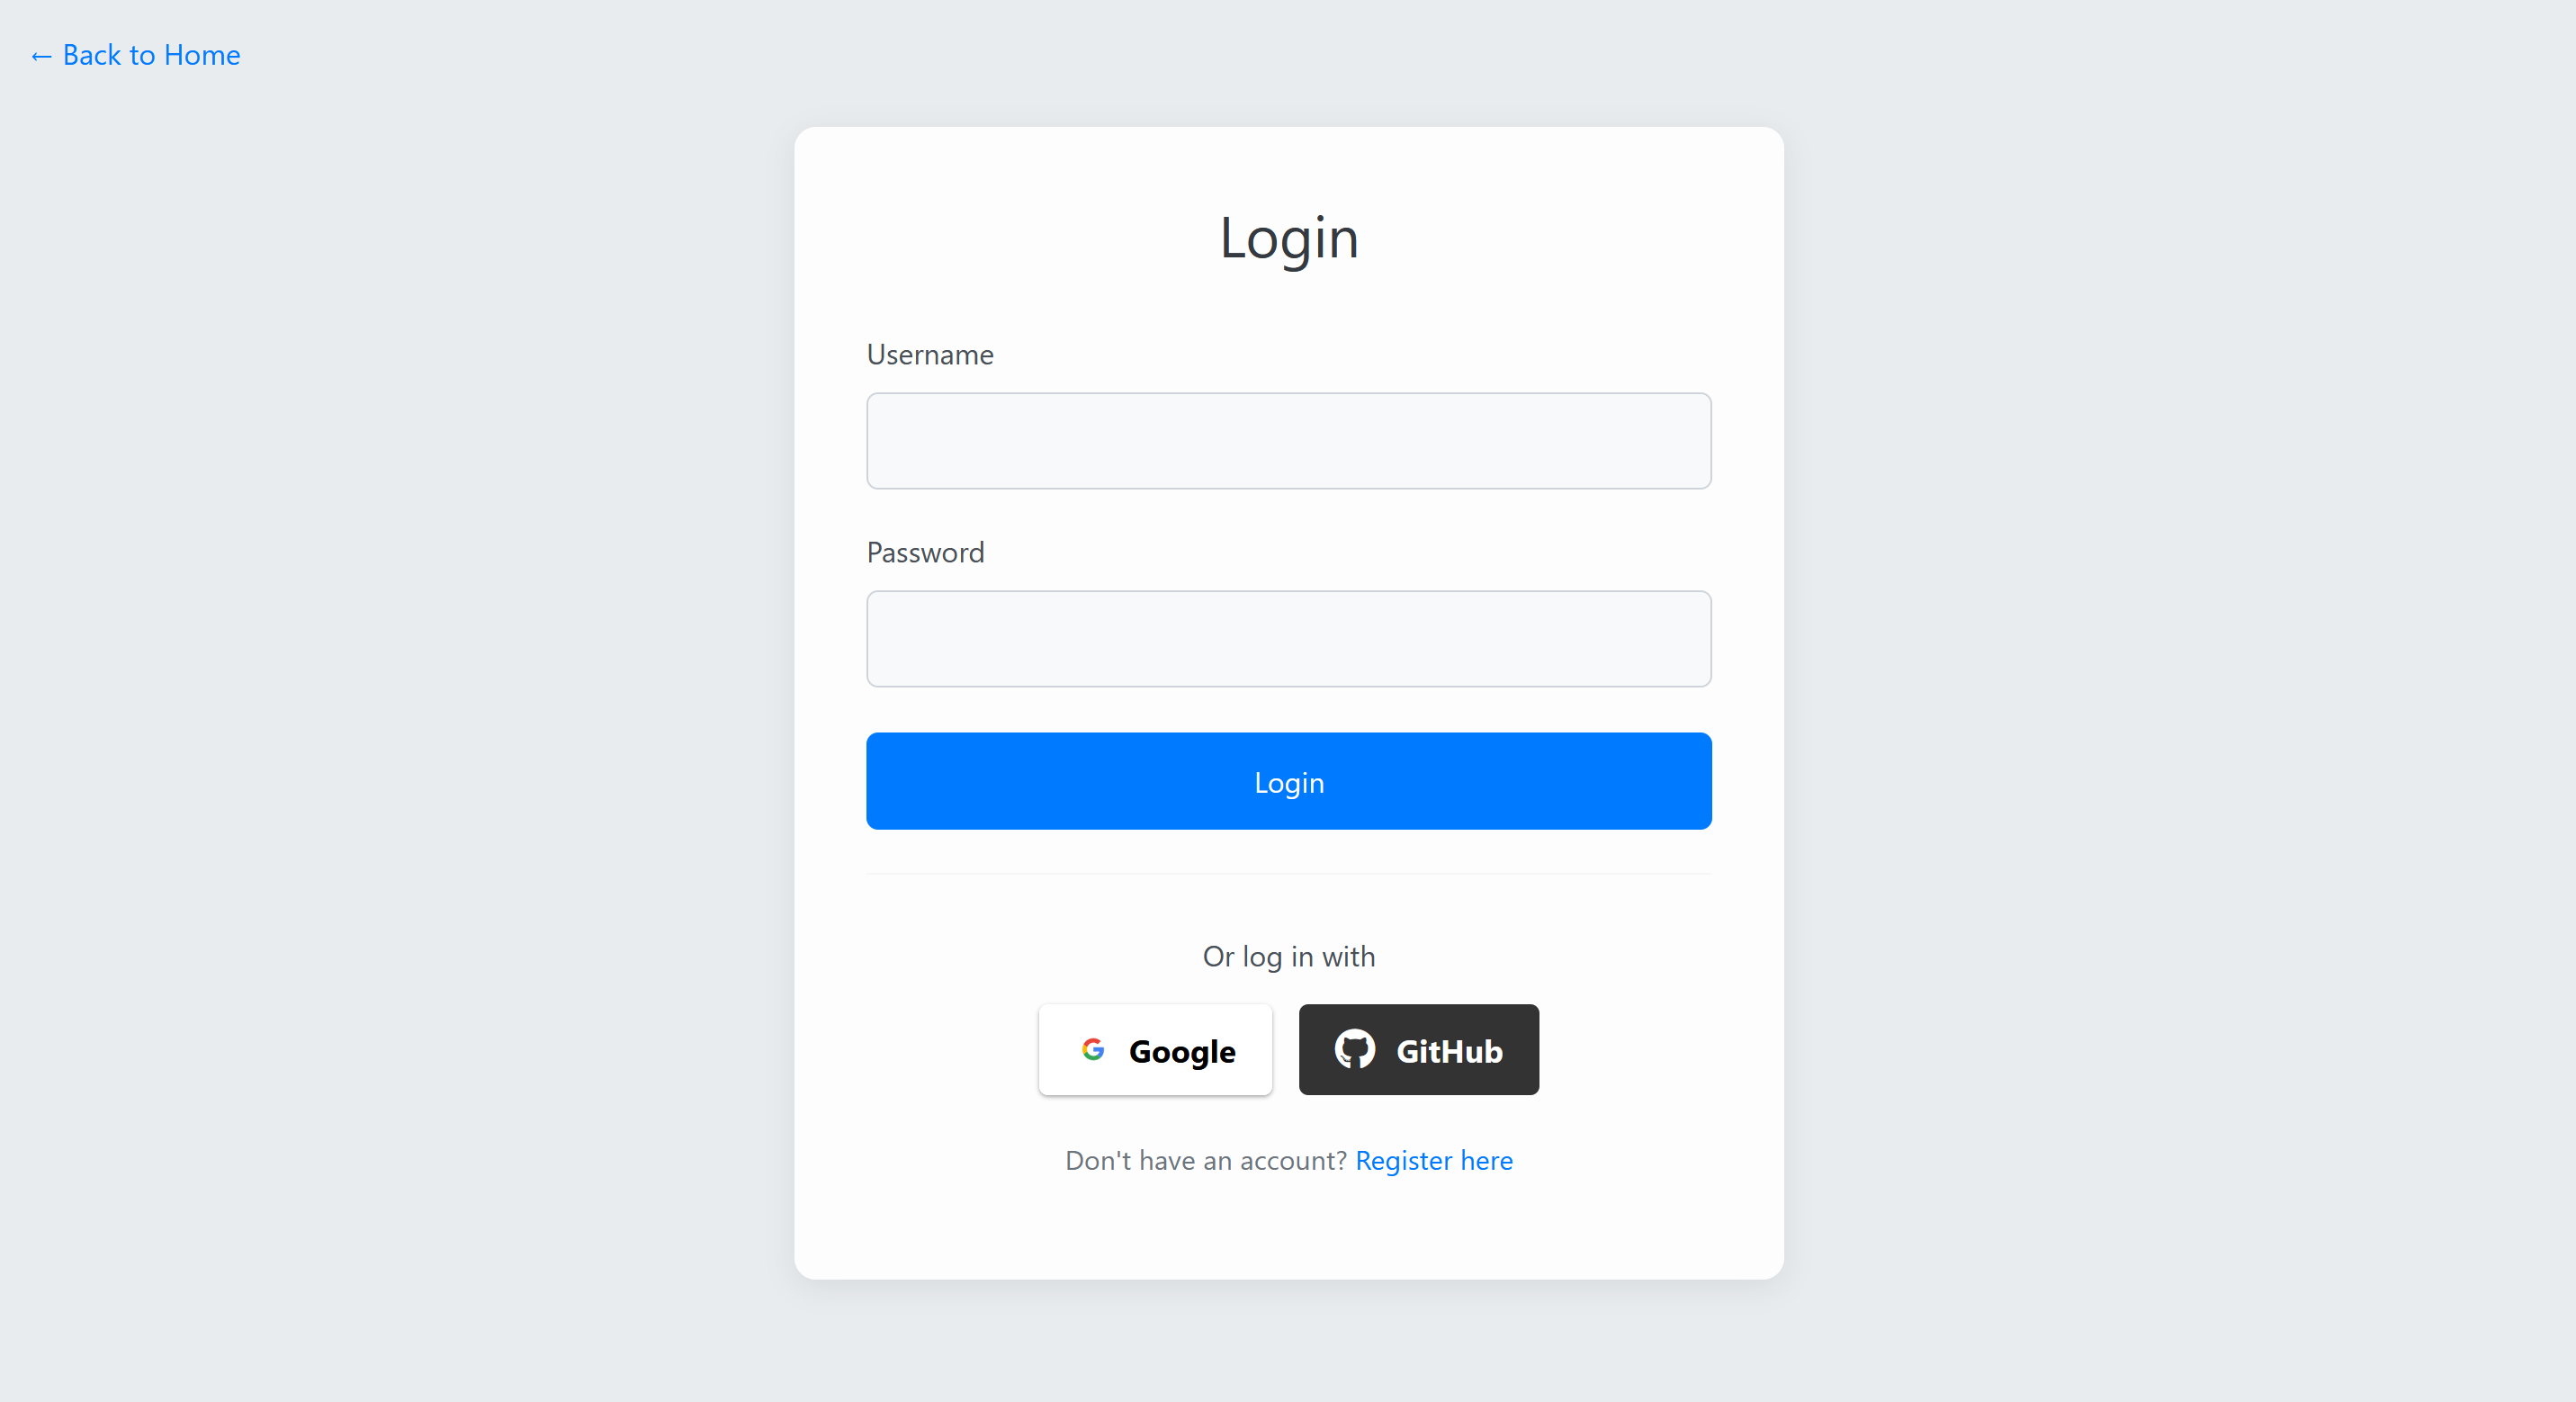 ← Back to Home
Login
Username
Password
Login
Or log in with
Google
GitHub
Don't have an account? Register here